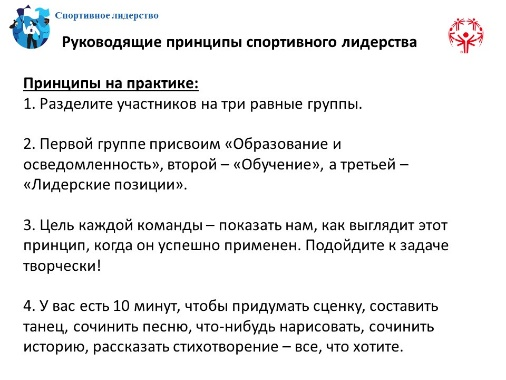 Спортивное лидерство
Руководящие принципы спортивного лидерства
Принципы на практике:
1. Разделите участников на три равные группы.
2. Первой группе присвоим «Образование и
осведомленность», второй – «Обучение», а третьей –
«Лидерские позиции».
3. Цель каждой команды – показать нам, как выглядит этот
принцип, когда он успешно применен. Подойдите к задаче
творчески!
4. У вас есть 10 минут, чтобы придумать сценку, составить
танец, сочинить песню, что-нибудь нарисовать, сочинить
историю, рассказать стихотворение – все, что хотите.